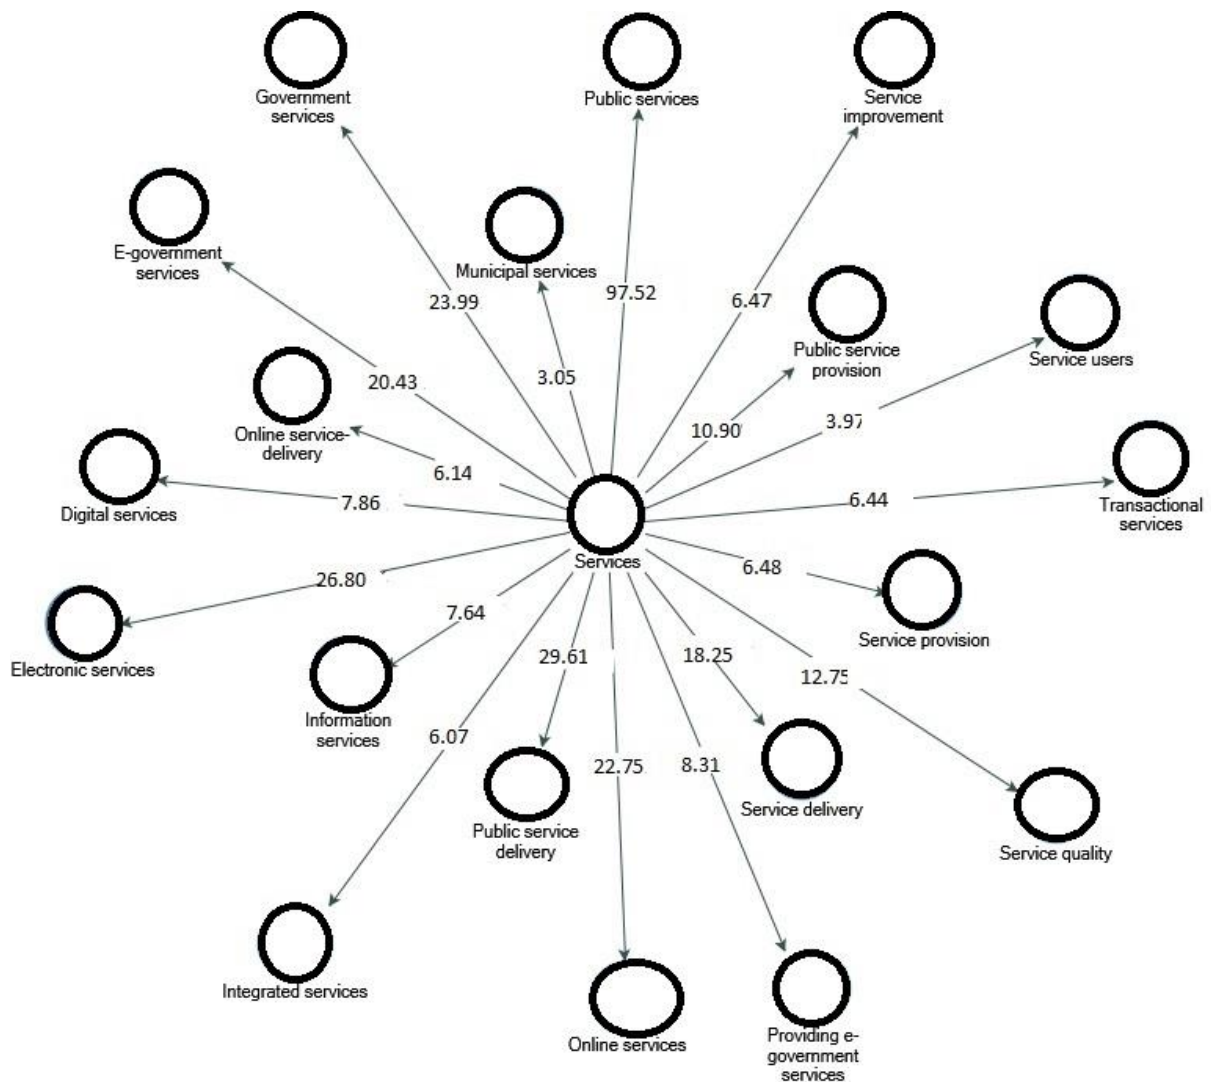 Government
services
Public services
Service
improvement
E-government
services
Municipal services
23.99
97.52
6.47
Public service
provision
Service users
20.43
3.05
Online service-
delivery
10.90
3.97
6.14
Digital services
7.86
6.44
Transactional
services
Services
26.80
6.48
7.64
Service provision
Electronic services
29.61
18.25
12.75
Information
services
6.07
22.75
8.31
Public service
delivery
Service delivery
Service quality
Integrated services
Online services
Providing e-
government
services